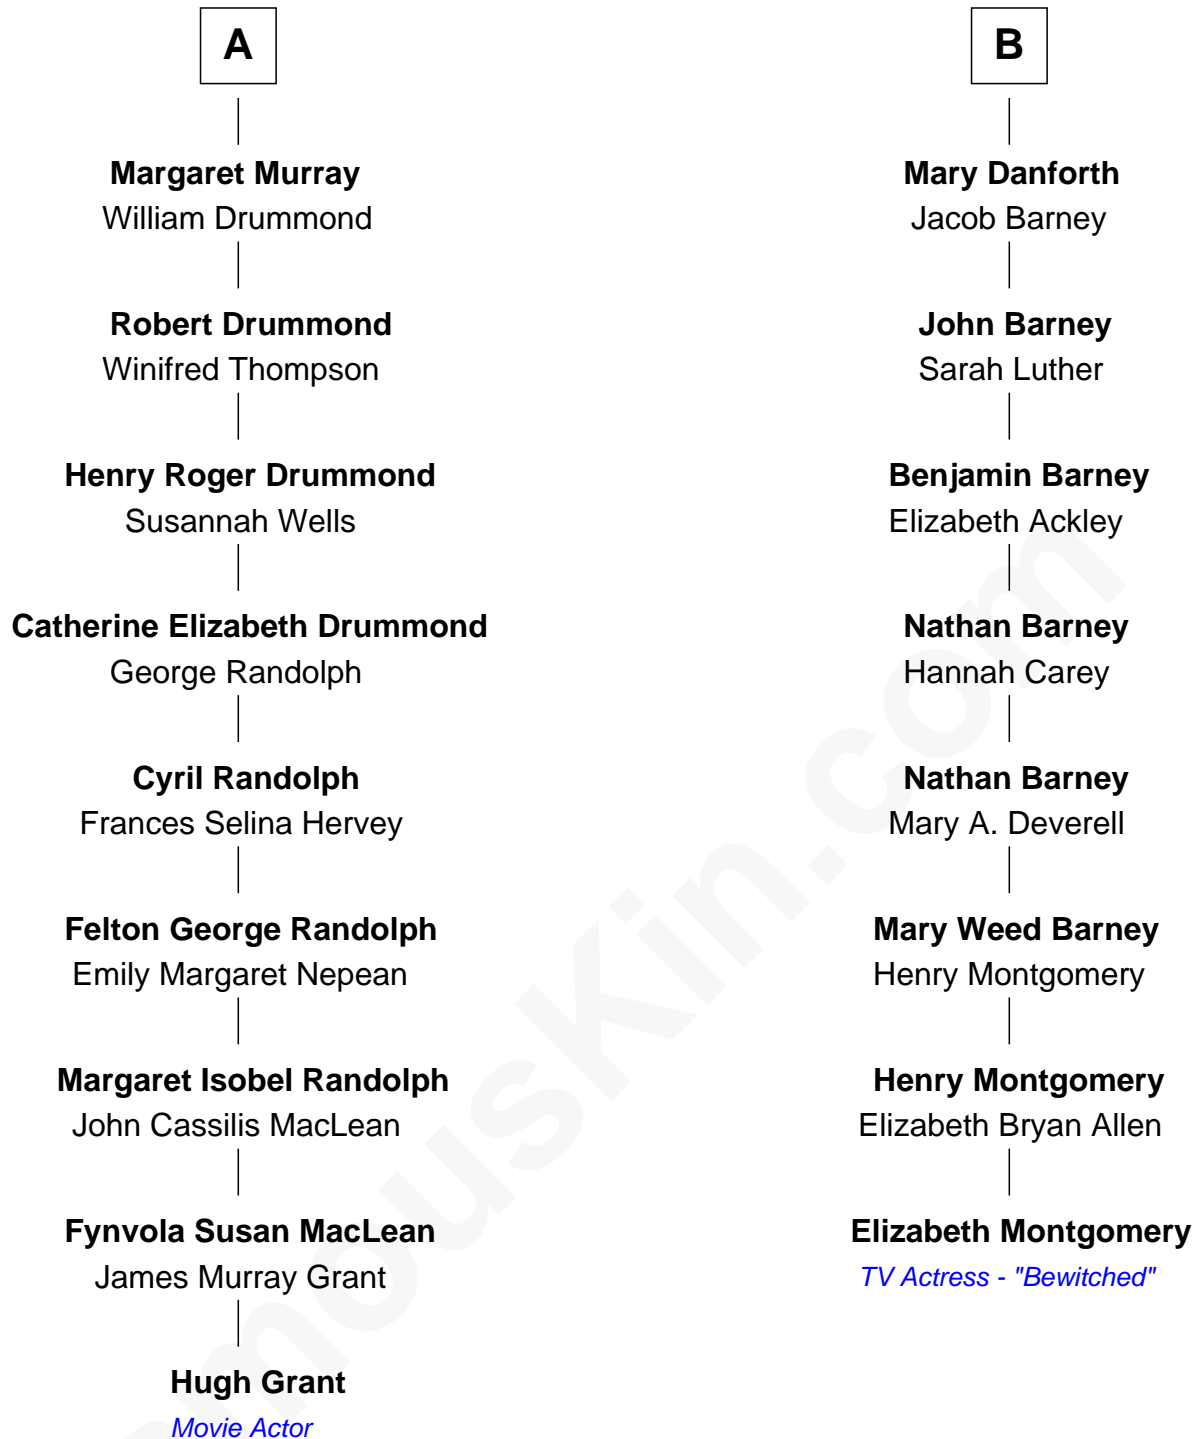 A
Margaret Murray
William Drummond
Robert Drummond
Winifred Thompson
Henry Roger Drummond
Susannah Wells
Catherine Elizabeth Drummond
George Randolph
Cyril Randolph
Frances Selina Hervey
Felton George Randolph
Emily Margaret Nepean
Margaret Isobel Randolph
John Cassilis MacLean
Fynvola Susan MacLean
James Murray Grant
Hugh Grant
Movie Actor
B
Mary Danforth
Jacob Barney
John Barney
Sarah Luther
Benjamin Barney
Elizabeth Ackley
Nathan Barney
Hannah Carey
Nathan Barney
Mary A. Deverell
Mary Weed Barney
Henry Montgomery
Henry Montgomery
Elizabeth Bryan Allen
Elizabeth Montgomery
TV Actress - "Bewitched"
mousKin.com